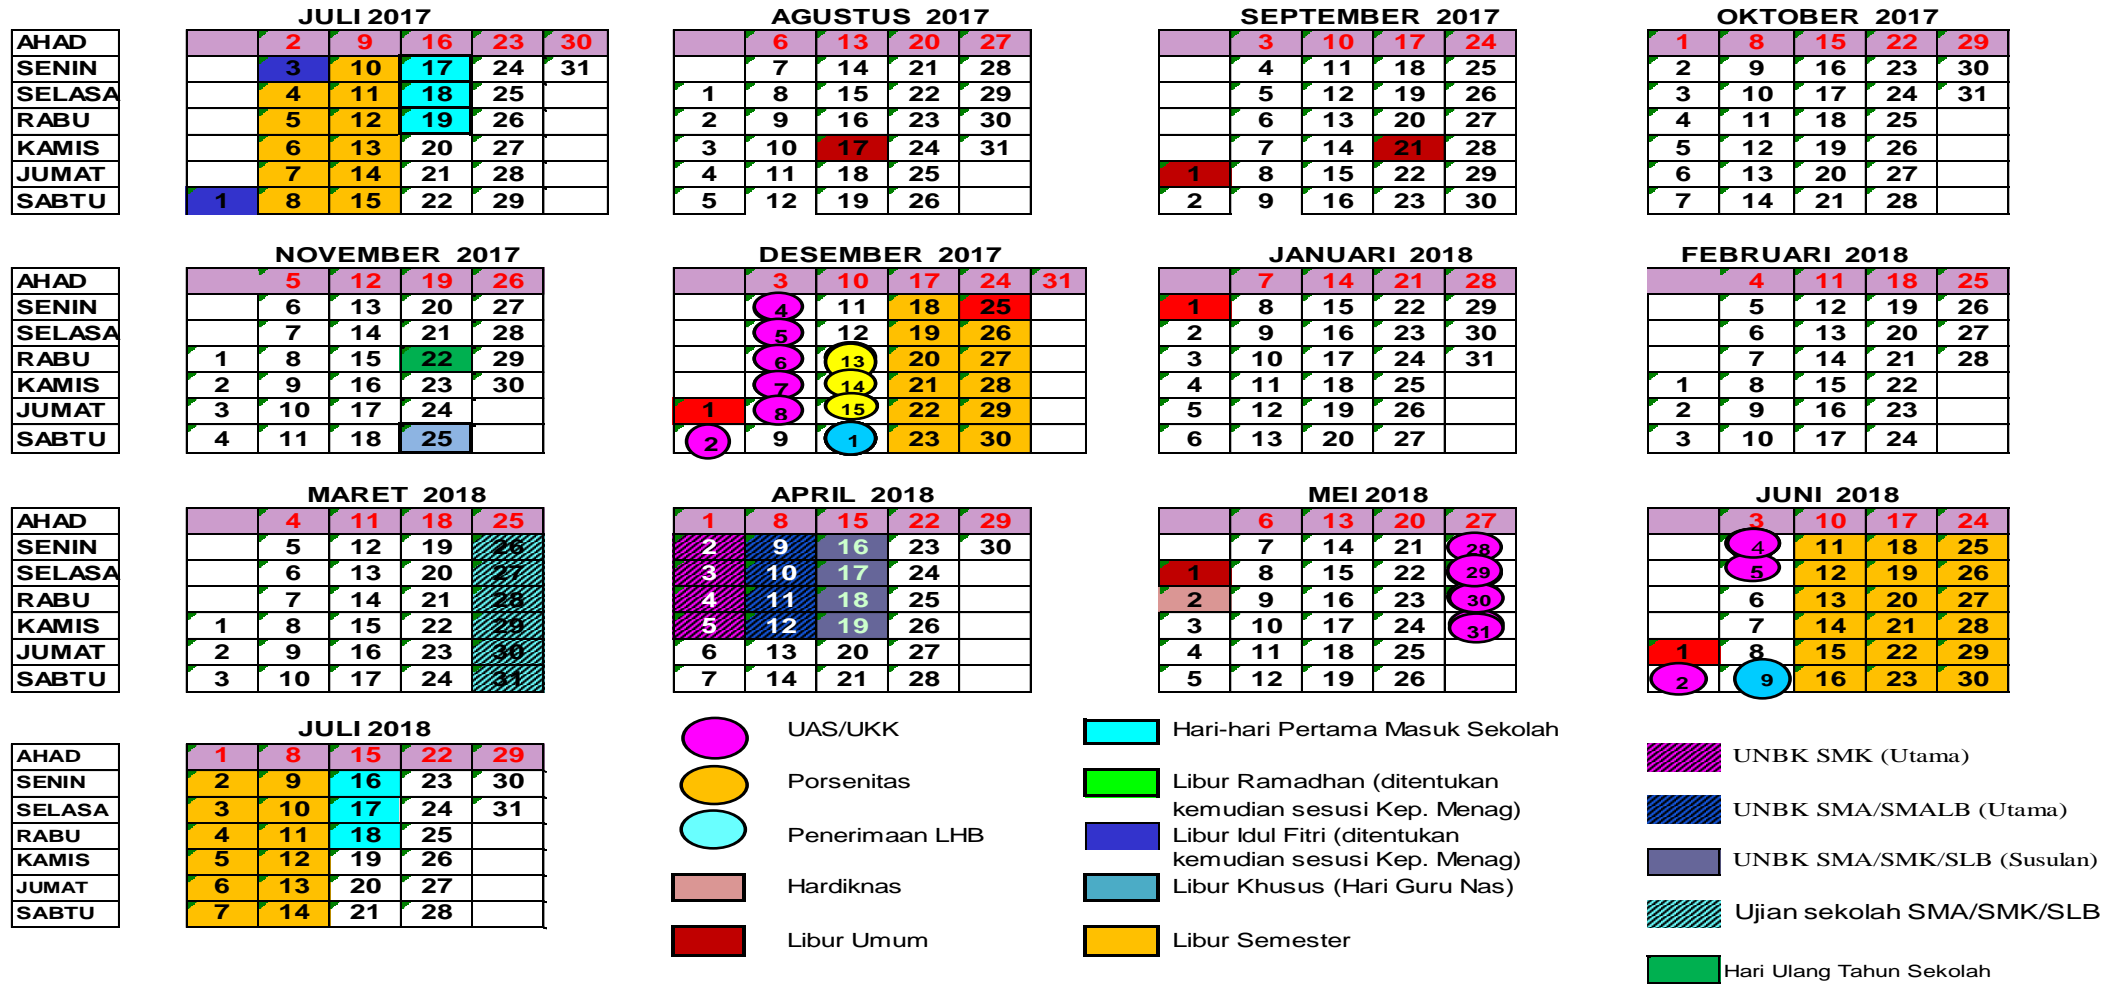 JULI 2017 AGUSTUS 2017 SEPTEMBER 2017 OKTOBER 2017
AHAD 2 9 16 23 30 6 13 20 27 3 10 17 24 1 8 15 22 29
SENIN 3 10 17 24 31 7 14 21 28 4 11 18 25 2 9 16 23 30
SELASA 4 11 18 25 1 8 15 22 29 5 12 19 26 3 10 17 24 31
RABU 5 12 19 26 2 9 16 23 30 6 13 20 27 4 11 18 25
KAMIS 6 13 20 27 3 10 17 24 31 7 14 21 28 5 12 19 26
JUMAT 7 14 21 28 4 11 18 25 1 8 15 22 29 6 13 20 27
SABTU 1 8 15 22 29 5 12 19 26 2 9 16 23 30 7 14 21 28
NOVEMBER 2017 DESEMBER 2017 JANUARI 2018 FEBRUARI 2018
AHAD 5 12 19 26 3 10 17 24 31 7 14 21 28 4 11 18 25
SENIN 6 13 20 27 4 11 18 25 1 8 15 22 29 5 12 19 26
SELASA 7 14 21 28 5 12 19 26 2 9 16 23 30 6 13 20 27
RABU 1 8 15 22 29 6 13 20 27 3 10 17 24 31 7 14 21 28
KAMIS 2 9 16 23 30 7 14 21 28 4 11 18 25 1 8 15 22
JUMAT 3 10 17 24 1 8 15 22 29 5 12 19 26 2 9 16 23
SABTU 4 11 18 25 2 9 1 23 30 6 13 20 27 3 10 17 24
MARET 2018 APRIL 2018 MEI 2018 JUNI 2018
AHAD 4 11 18 25 1 8 15 22 29 6 13 20 27 3 10 17 24
SENIN 5 12 19 26 2 9 16 23 30 7 14 21 28 4 11 18 25
SELASA 6 13 20 27 3 10 17 24 1 8 15 22 29 5 12 19 26
RABU 7 14 21 28 4 11 18 25 2 9 16 23 30 6 13 20 27
KAMIS 1 8 15 22 29 5 12 19 26 3 10 17 24 31 7 14 21 28
JUMAT 2 9 16 23 30 6 13 20 27 4 11 18 25 1 8 15 22 29
SABTU 3 10 17 24 31 7 14 21 28 5 12 19 26 2 9 16 23 30
JULI 2018
AHAD 1 8 15 22 29
SENIN 2 9 16 23 30
SELASA 3 10 17 24 31
RABU 4 11 18 25
KAMIS 5 12 19 26
JUMAT 6 13 20 27
SABTU 7 14 21 28
UAS/UKK
Porsenitas
Penerimaan LHB
Hardiknas
Libur Umum
Hari-hari Pertama Masuk Sekolah
Libur Ramadhan (ditentukan
kemudian sesusi Kep. Menag)
Libur Idul Fitri (ditentukan
kemudian sesusi Kep. Menag)
Libur Khusus (Hari Guru Nas)
Libur Semester
UNBK SMK (Utama)
UNBK SMA/SMALB (Utama)
UNBK SMA/SMK/SLB (Susulan)
Ujian sekolah SMA/SMK/SLB
Hari Ulang Tahun Sekolah